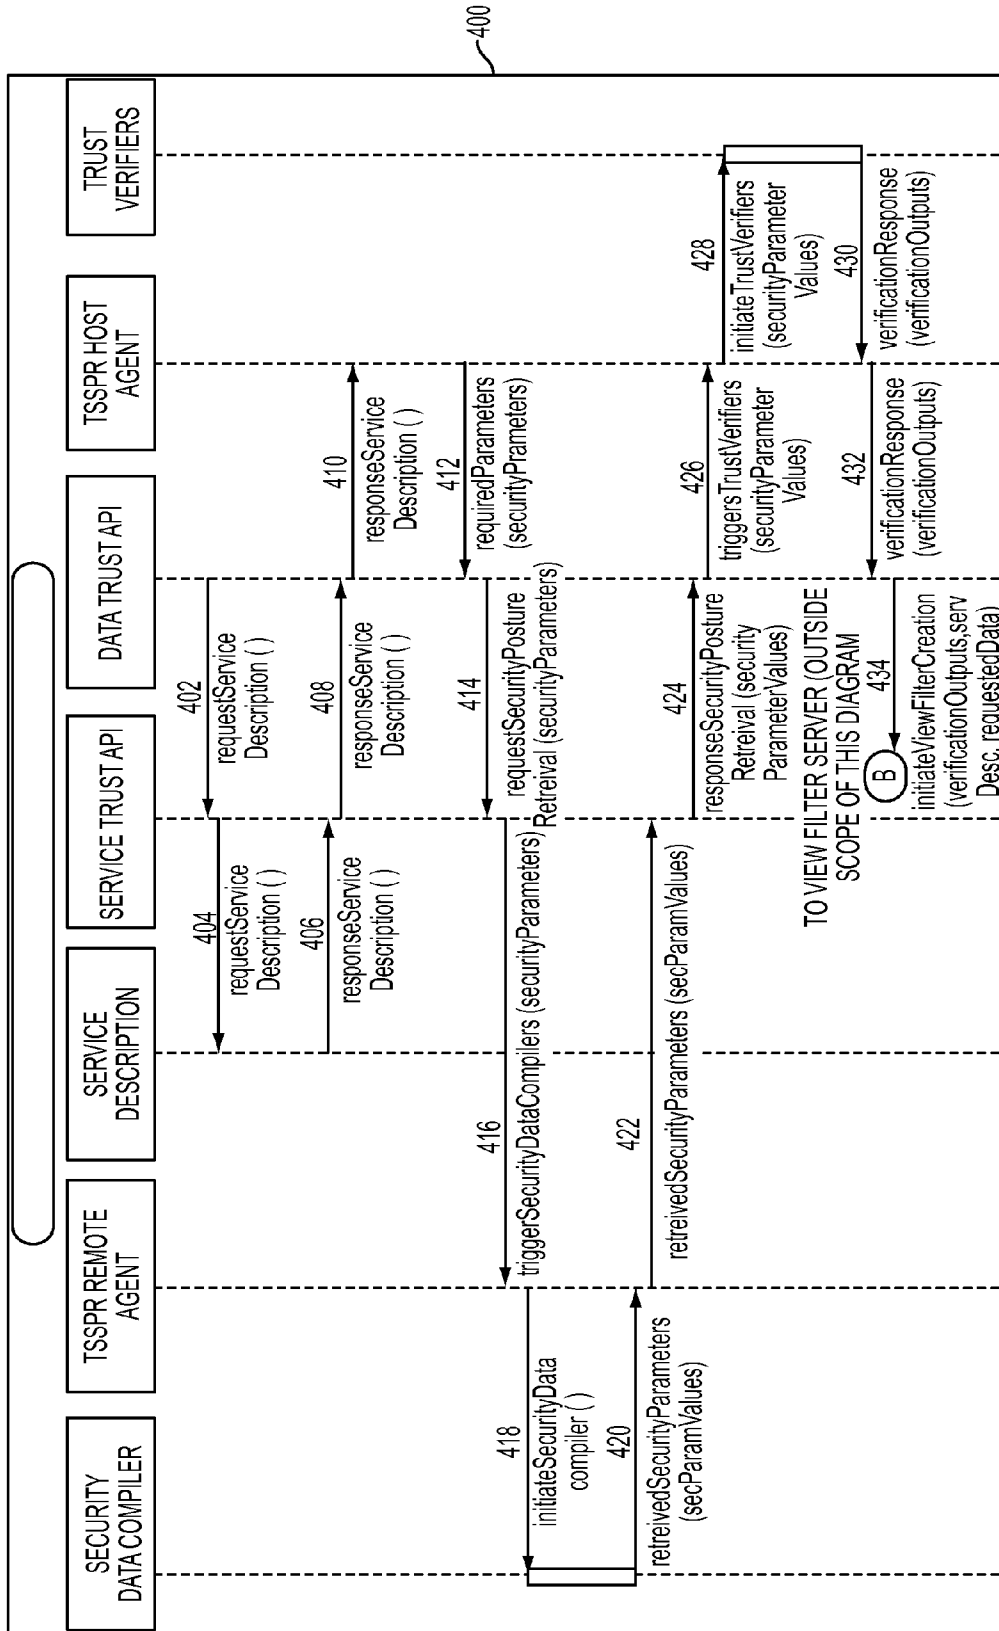 400
SECURITY
DATA COMPILER
TSSPR REMOTE
AGENT
SERVICE
DESCRIPTION
SERVICE TRUST API
DATA TRUST API
TSSPR HOST
AGENT
TRUST
VERIFIERS
402
requestService
Description ( )
404
requestService
Description ( )
406
responseService
Description ( )
408
responseService
Description ( )
410
responseService
Description ( )
412
requiredParameters
(securityPrameters)
414
requestSecurityPosture
Retreival (securityParameters)
416
triggerSecurityDataCompilers (securityParameters)
418
initiateSecurityData
compiler ( )
420
retreivedSecurityParameters
(secParamValues)
422
retreivedSecurityParameters (secParamValues)
424
responseSecurityPosture
Retreival (security
ParameterValues)
426
triggersTrustVerifiers
(securityParameter
Values)
428
initiateTrustVerifiers
(securityParameter
Values)
430
verificationResponse
(verificationOutputs)
432
verificationResponse
(verificationOutputs)
TO VIEW FILTER SERVER (OUTSIDE
SCOPE OF THIS DIAGRAM
434
B
initiateViewFilterCreation
(verificationOutputs,serv
Desc, requestedData)